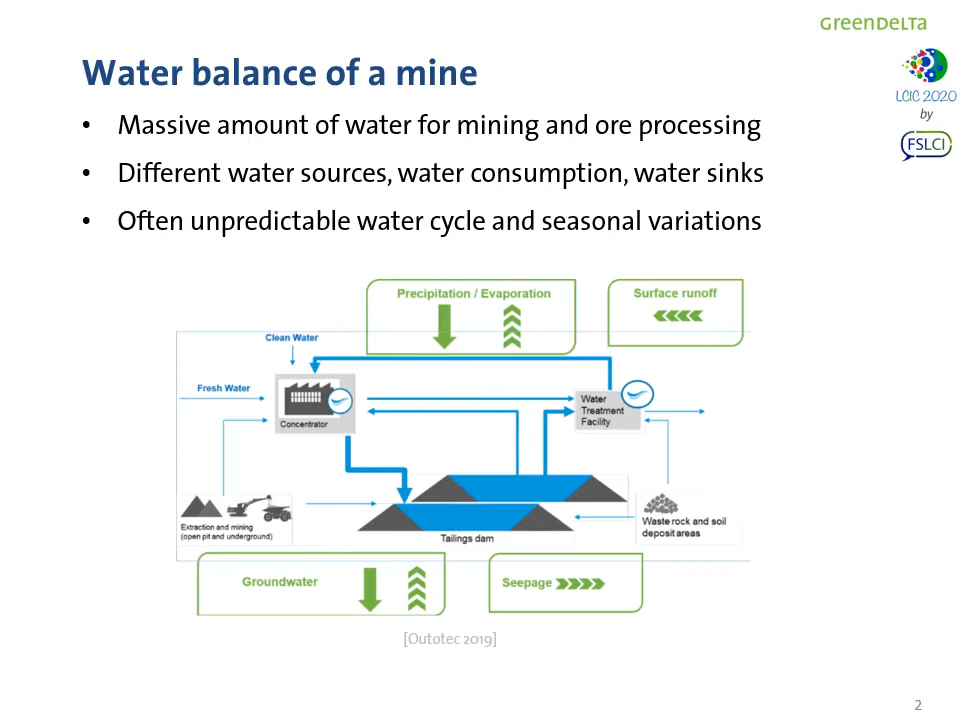 GreenDeLTa
Water balance of a mine
LCIC 2020
by
FSLCI
• Massive amount of water for mining and ore processing
• Different water sources, water consumption, water sinks
• Often unpredictable water cycle and seasonal variations
Precipitation / Evaporation
Surface runoff
Clean Water
Fresh Water
Concentrator
Water
Treatment
Facility
Extraction and mining
(open pit and underground)
Tailings dam
Waste rock and soil
deposit areas
Groundwater
Seepage
[Outotec 2019]
2